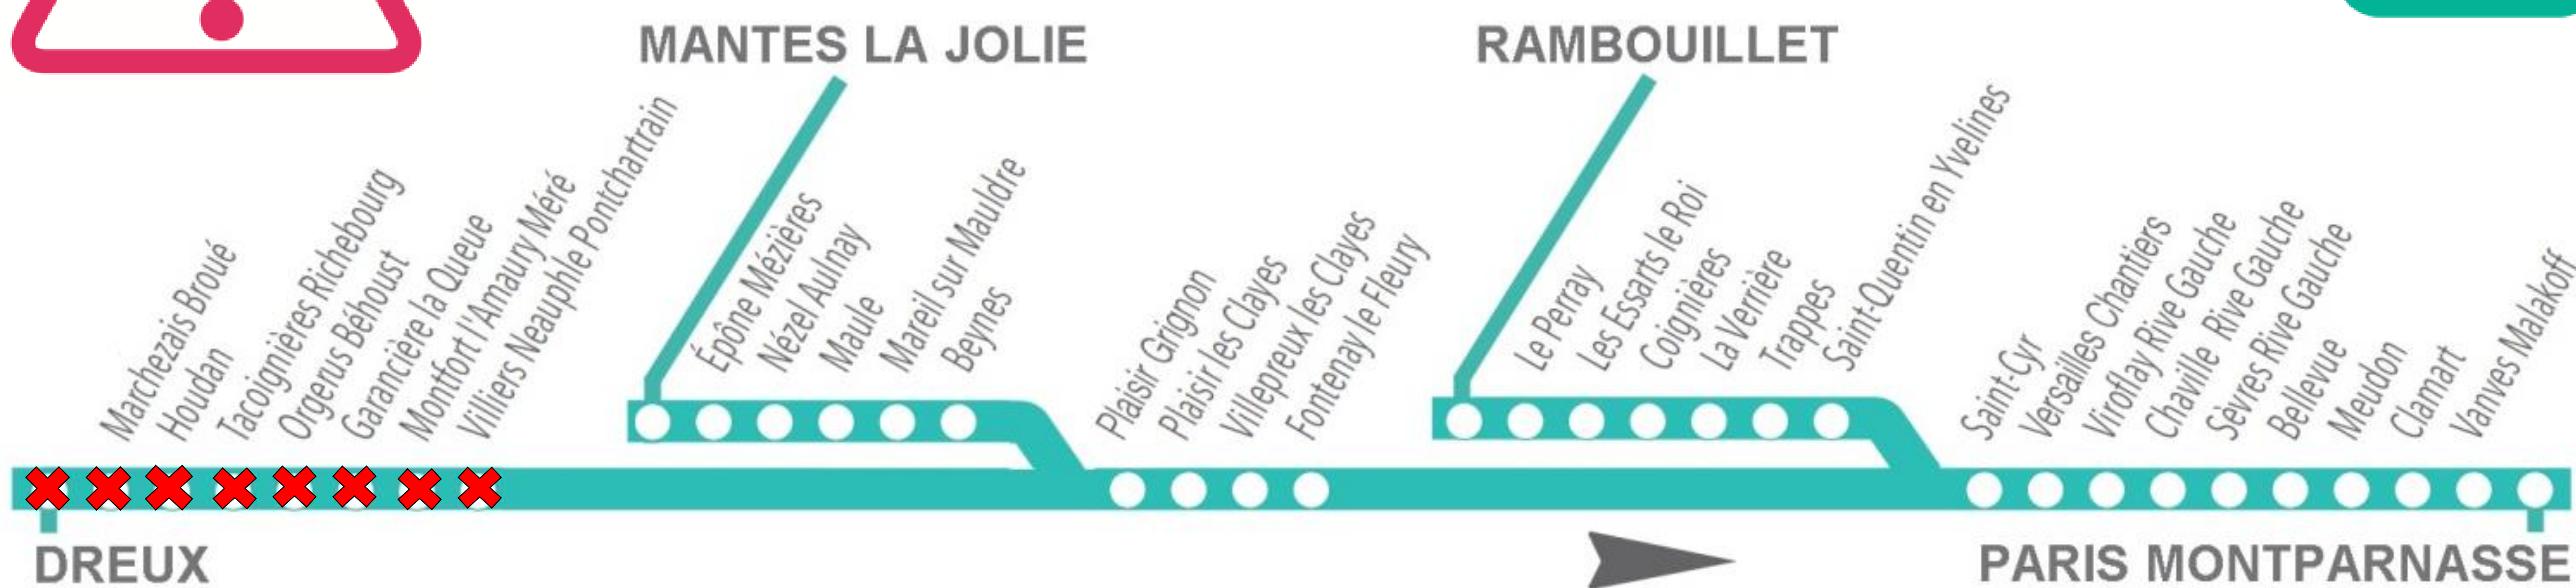 MANTES LA JOLIE
RAMBOUILLET
Marchezais Broué
Houdan
Tacoignières Richebourg
Orgerus Béhoust
Garancière la Queue
Montfort l'Amaury Méré
Villiers Neauphle Pontchartrain
Épône Mézières
Nézel Aulnay
Maule
Mareil sur Mauldre
Beynes
Plaisir Grignon
Plaisir les Clayes
Villepreux les Clayes
Fontenay le Fleury
Le Perray
Les Essarts le Roi
Coignières
La Verrière
Trappes
Saint-Quentin en Yvelines
Saint-Cyr
Versailles Chantiers
Viroflay Rive Gauche
Chaville Rive Gauche
Sèvres Rive Gauche
Bellevue
Meudon
Clamart
Vanves Malakoff
DREUX
PARIS MONTPARNASSE